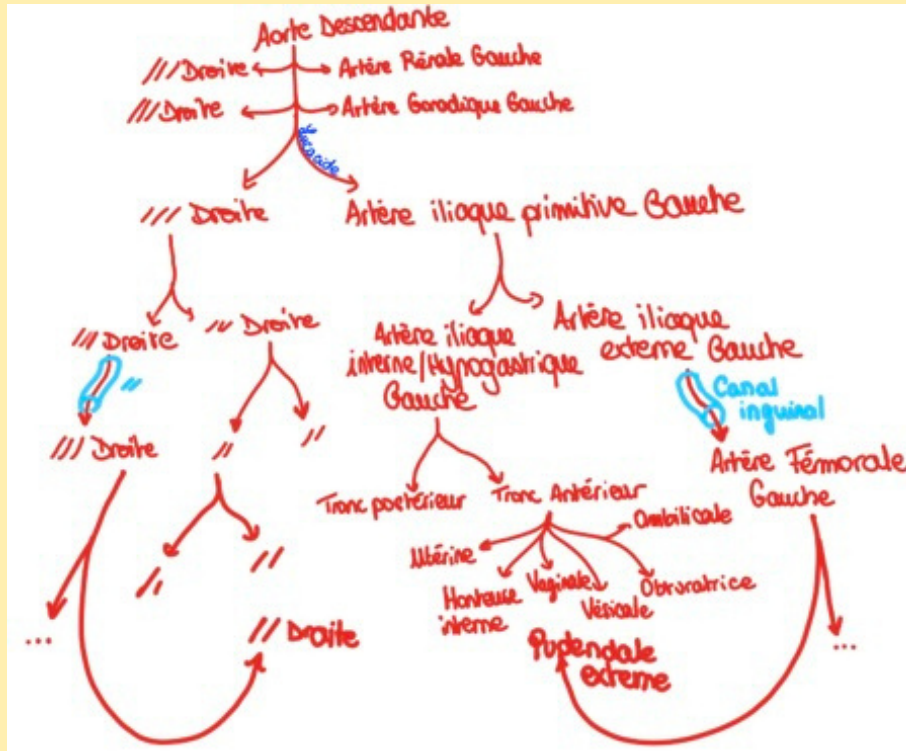 Aorte Descendante
/// Droite
Artère Rénale Gauche
/// Droite
Artère Gonadique Gauche
/// Droite
Artère iliaque primitive Gauche
/// Droite
// Droite
Artère iliaque
interne/Hypogastrique
Gauche
Artère iliaque
externe Gauche
//
Canal
inguinal
/// Droite
//
//
Artère Fémorale
Gauche
Tronc postérieur
Tronc Antérieur
Ombilicale
Utérine
Honteuse
interne
Vaginale
Vésicale
Obturatrice
//
//
...
// Droite
Pudendale
externe
...